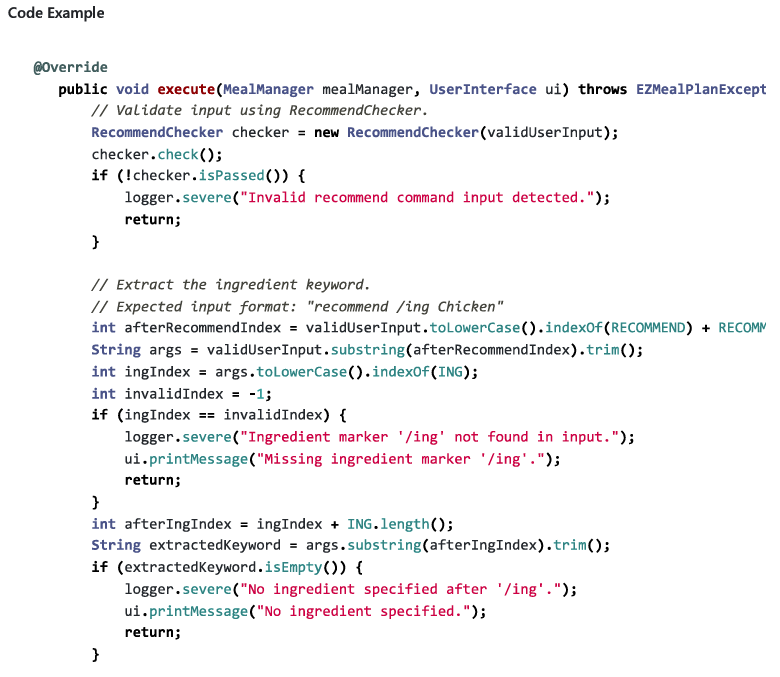 Code Example
@Override
public void execute(MealManager mealManager, UserInterface ui) throws EZMealPlanExcept
// Validate input using RecommendChecker.
RecommendChecker checker = new RecommendChecker(validUserInput);
checker.check();
if (!checker.isPassed()) {
logger.severe("Invalid recommend command input detected.");
return;
}
// Extract the ingredient keyword.
// Expected input format: "recommend /ing Chicken"
int afterRecommendIndex = validUserInput.toLowerCase().indexOf(RECOMMEND) + RECOMM
String args = validUserInput.substring(afterRecommendIndex).trim();
int ingIndex = args.toLowerCase().indexOf(ING);
int invalidIndex = -1;
if (ingIndex == invalidIndex) {
logger.severe("Ingredient marker '/ing' not found in input.");
ui.printMessage("Missing ingredient marker '/ing'.");
return;
}
int afterIngIndex = ingIndex + ING.length();
String extractedKeyword = args.substring(afterIngIndex).trim();
if (extractedKeyword.isEmpty()) {
logger.severe("No ingredient specified after '/ing'.");
ui.printMessage("No ingredient specified.");
return;
}